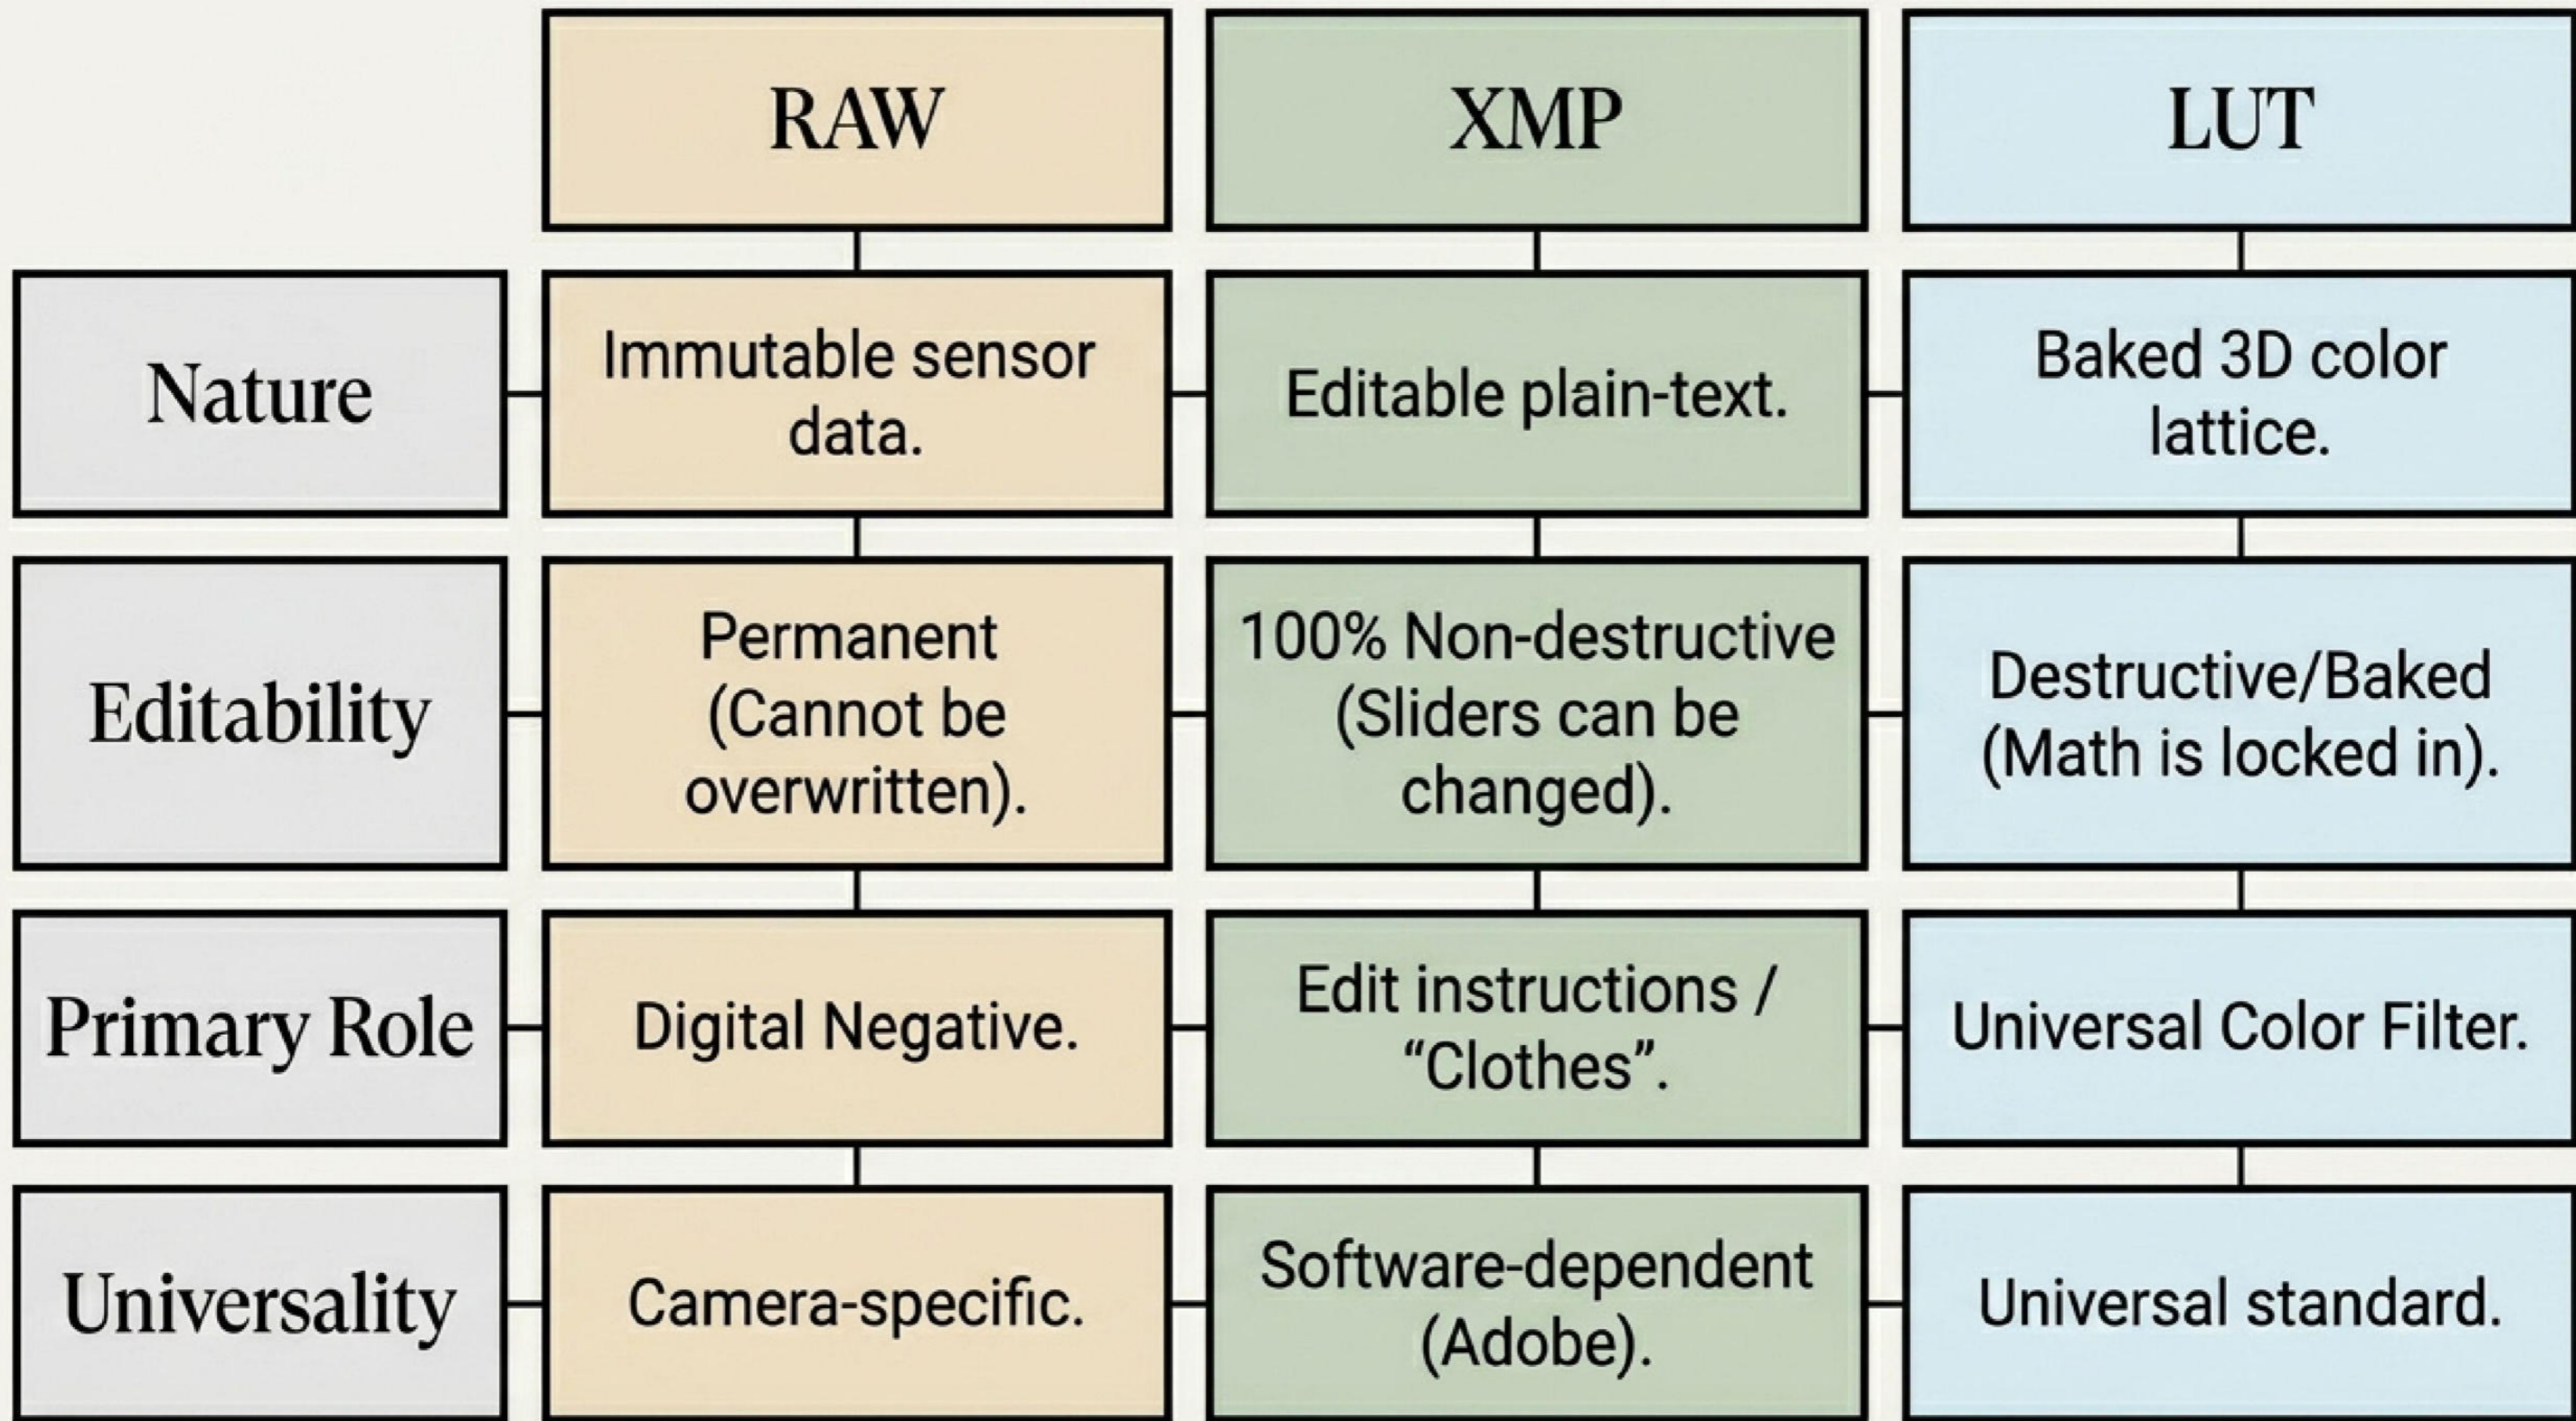 RAW
XMP
LUT
Nature
Immutable sensor
data.
Editable plain-text.
Baked 3D color
lattice.
Editability
Permanent
(Cannot be
overwritten).
100% Non-destructive
(Sliders can be
changed).
Destructive/Baked
(Math is locked in).
Primary Role
Digital Negative.
Edit instructions /
“Clothes”.
Universal Color Filter.
Universality
Camera-specific.
Software-dependent
(Adobe).
Universal standard.